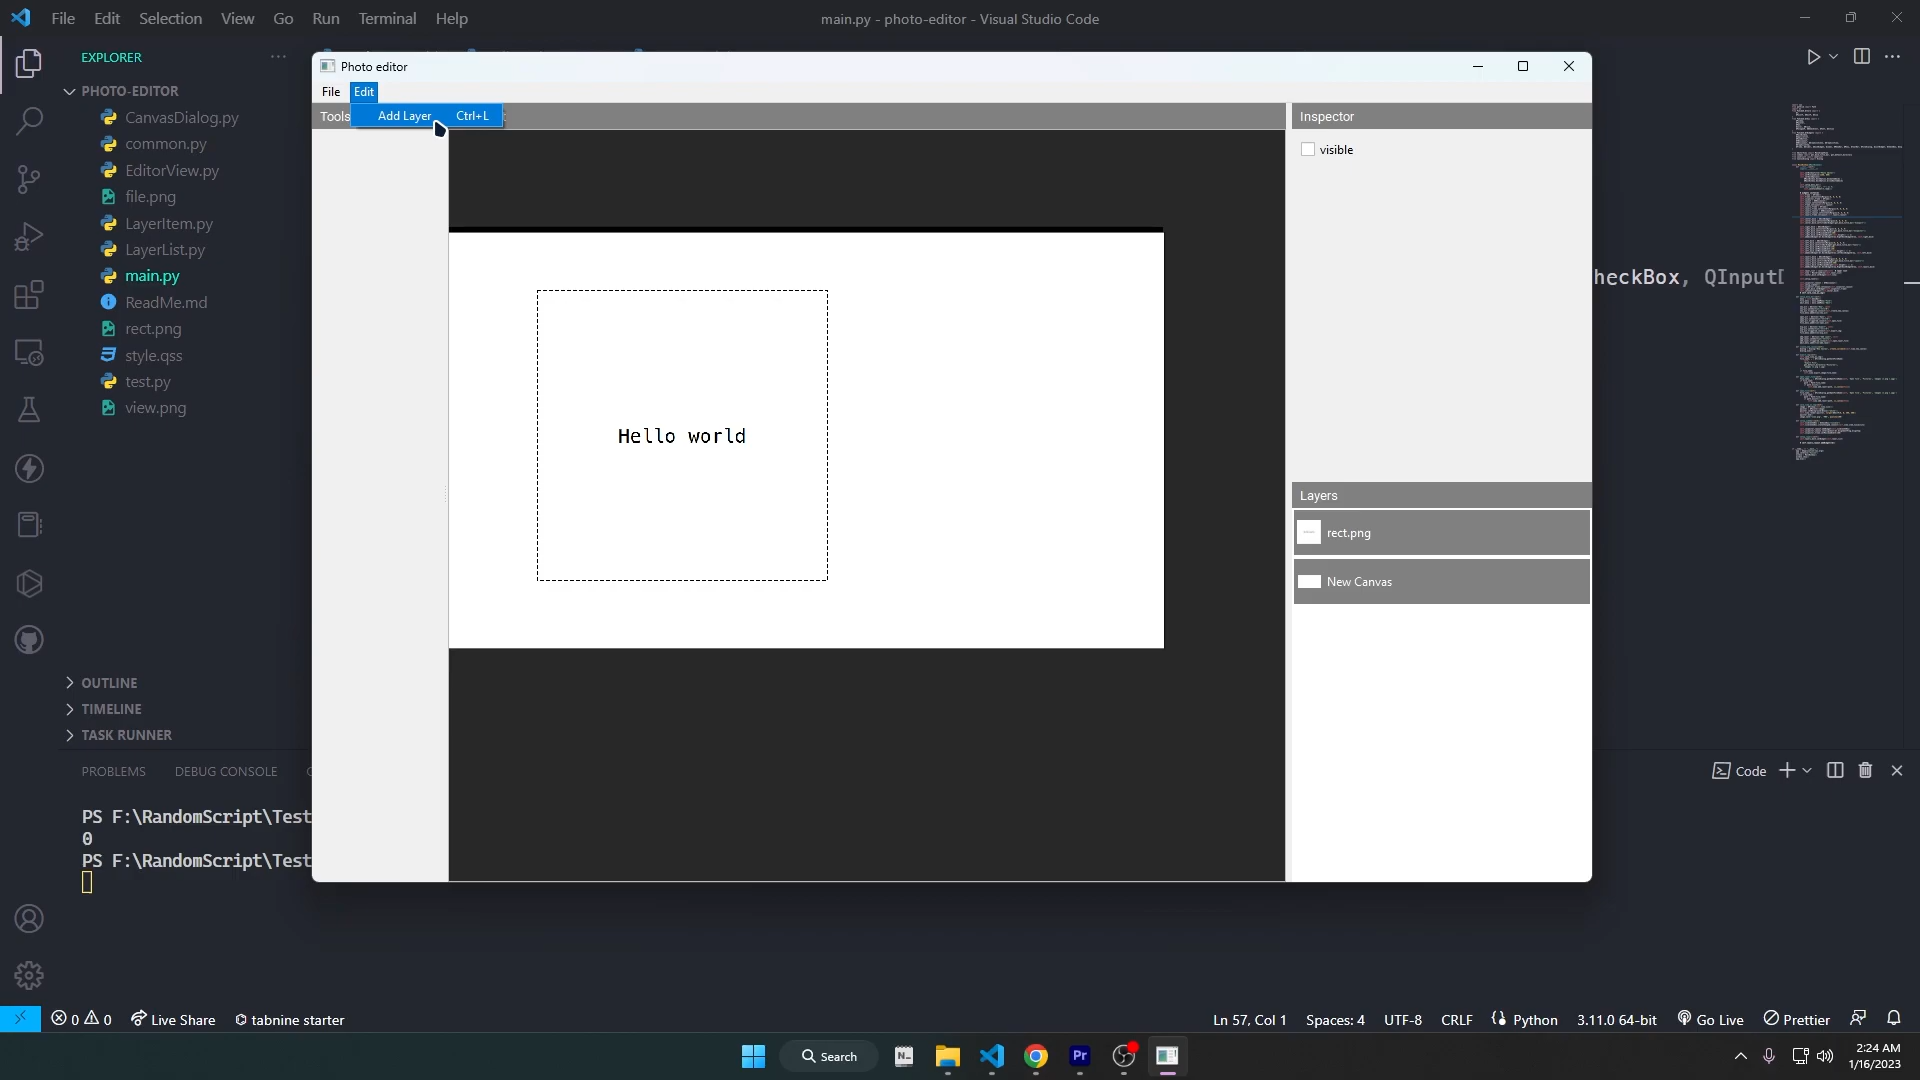 File Edit Selection View Go Run Terminal Help
main.py - photo-editor - Visual Studio Code
EXPLORER
PHOTO-EDITOR
CanvasDialog.py
common.py
EditorView.py
file.png
LayerItem.py
LayerList.py
main.py
ReadMe.md
rect.png
style.qss
test.py
view.png
OUTLINE
TIMELINE
TASK RUNNER
Photo editor
File Edit
Tools
Add Layer Ctrl+L
Inspector
visible
Hello world
Layers
rect.png
New Canvas
heckBox, QInput
PROBLEMS DEBUG CONSOLE
Code
PS F:\RandomScript\Test
0
PS F:\RandomScript\Test
0 0 Live Share tabnine starter
Ln 57, Col 1 Spaces: 4 UTF-8 CRLF Python 3.11.0 64-bit Go Live Prettier
Search
Pr
2:24 AM
1/16/2023